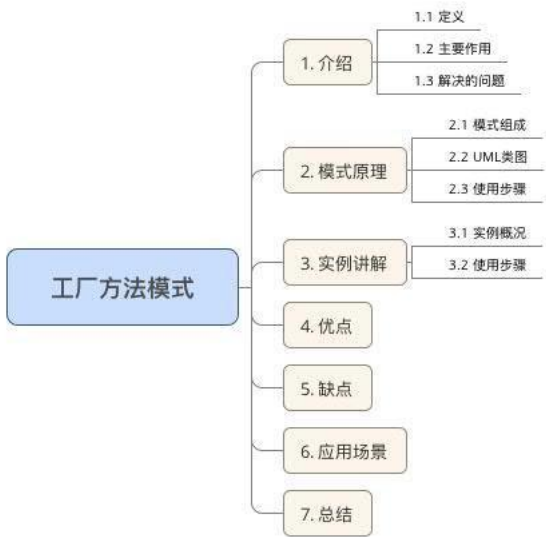 工厂方法模式
1. 介绍
1.1 定义
1.2 主要作用
1.3 解决的问题
2. 模式原理
2.1 模式组成
2.2 UML类图
2.3 使用步骤
3. 实例讲解
3.1 实例概况
3.2 使用步骤
4. 优点
5. 缺点
6. 应用场景
7. 总结